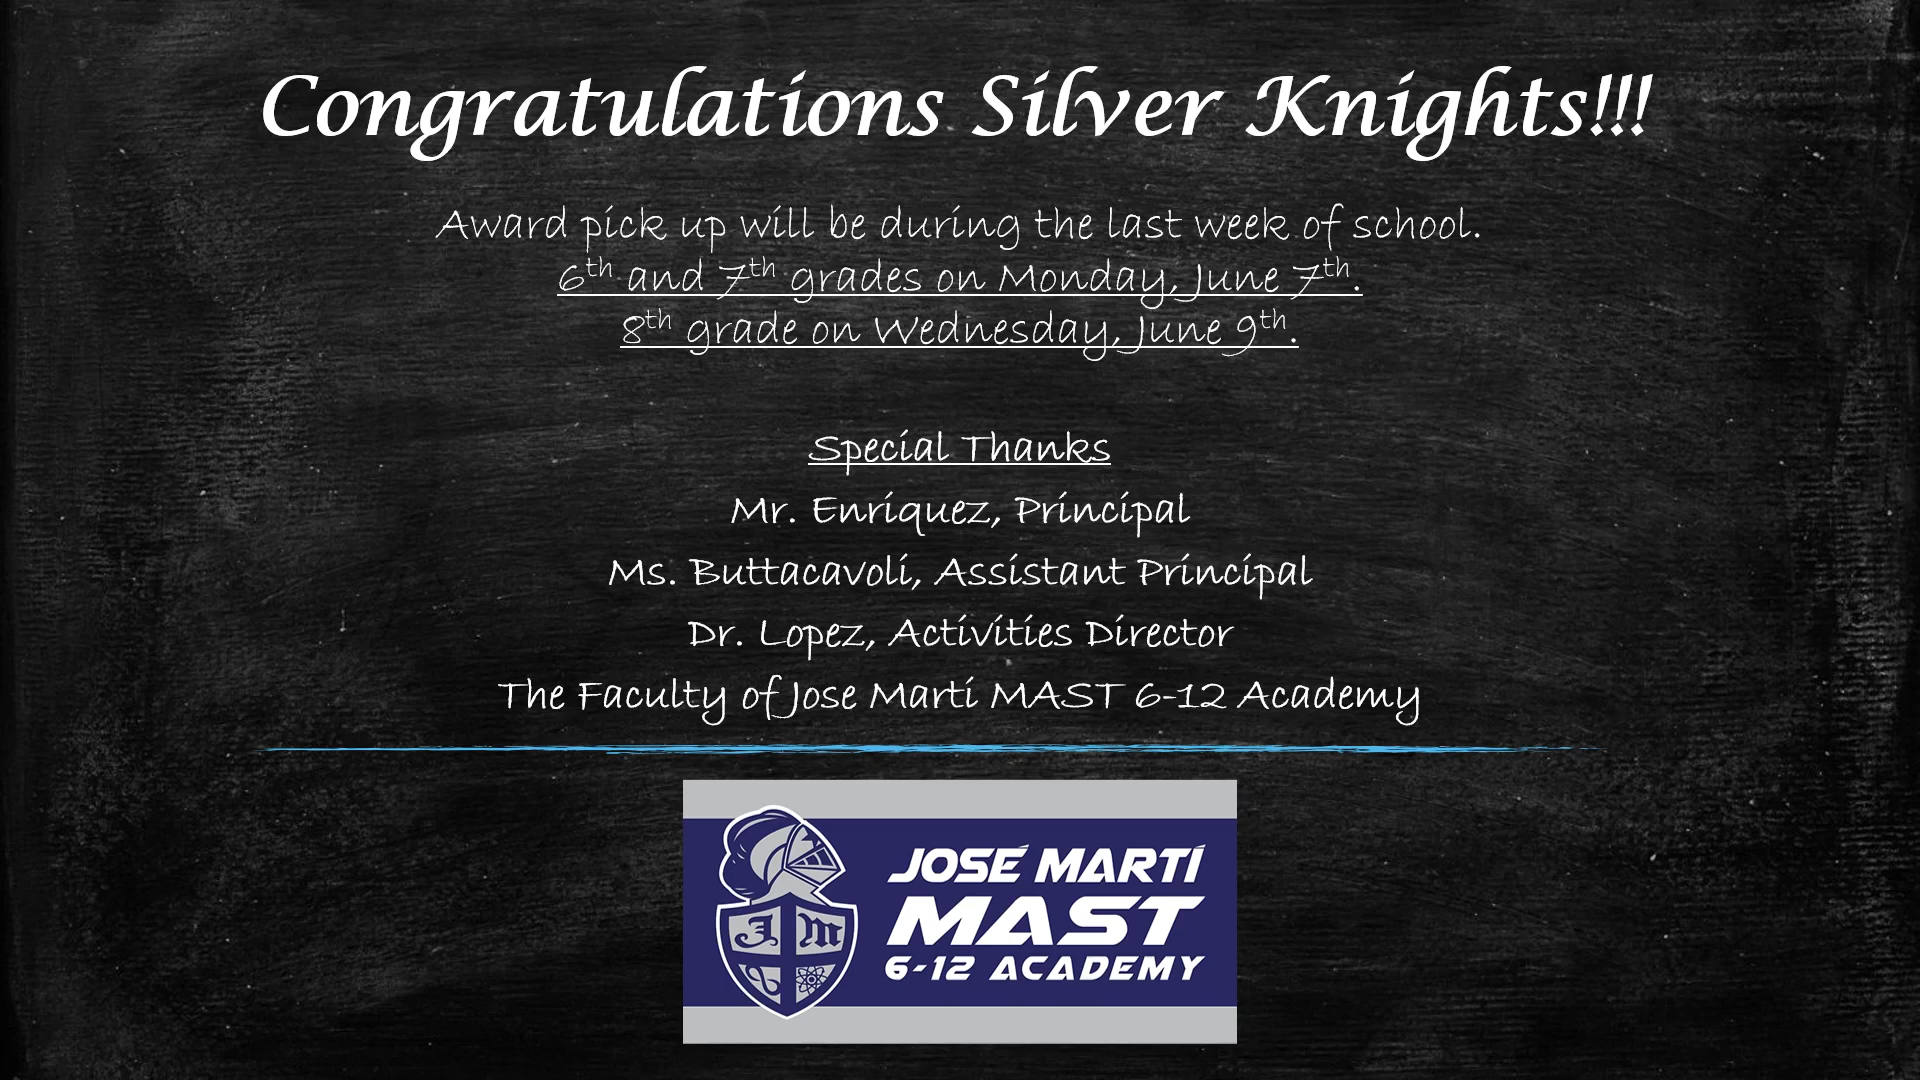 Congratulations Silver Knights!!!
Award pick up will be during the last week of school.
6th and 7th grades on Monday, June 7th.
8th grade on Wednesday, June 9th.
Special Thanks
Mr. Enriquez, Principal
Ms. Buttacavoli, Assistant Principal
Dr. Lopez, Activities Director
The Faculty of Jose Marti MAST 6-12 Academy
JOSÉ MARTÍ
MAST
6-12 ACADEMY
J M